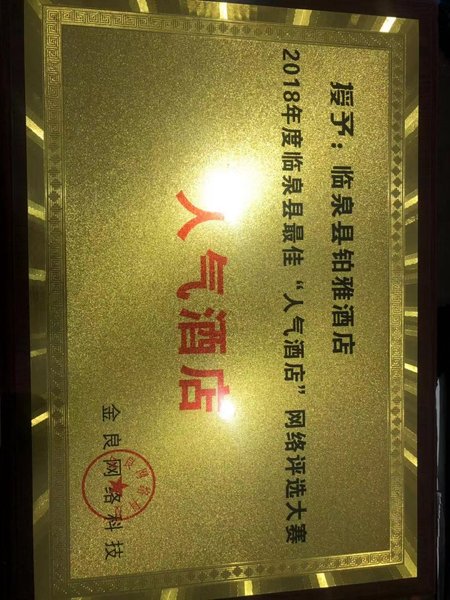 授予：临泉县铂雅酒店
2018年度临泉县最佳“人气酒店”网络评选大赛
人气酒店
金良网络科技